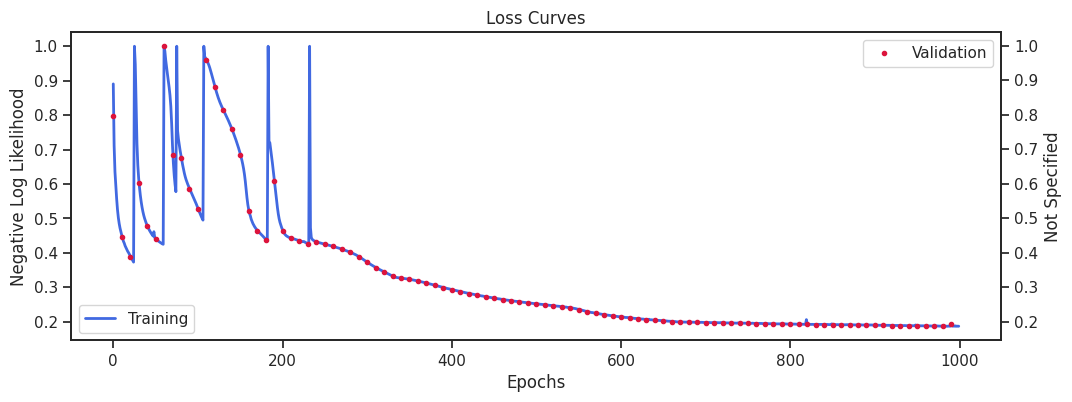 Loss Curves
Negative Log Likelihood
1.0
0.9
0.8
0.7
0.6
0.5
0.4
0.3
0.2
Training
Validation
1.0
0.9
0.8
0.7
0.6
0.5
0.4
0.3
0.2
Not Specified
0 200 400 600 800 1000
Epochs